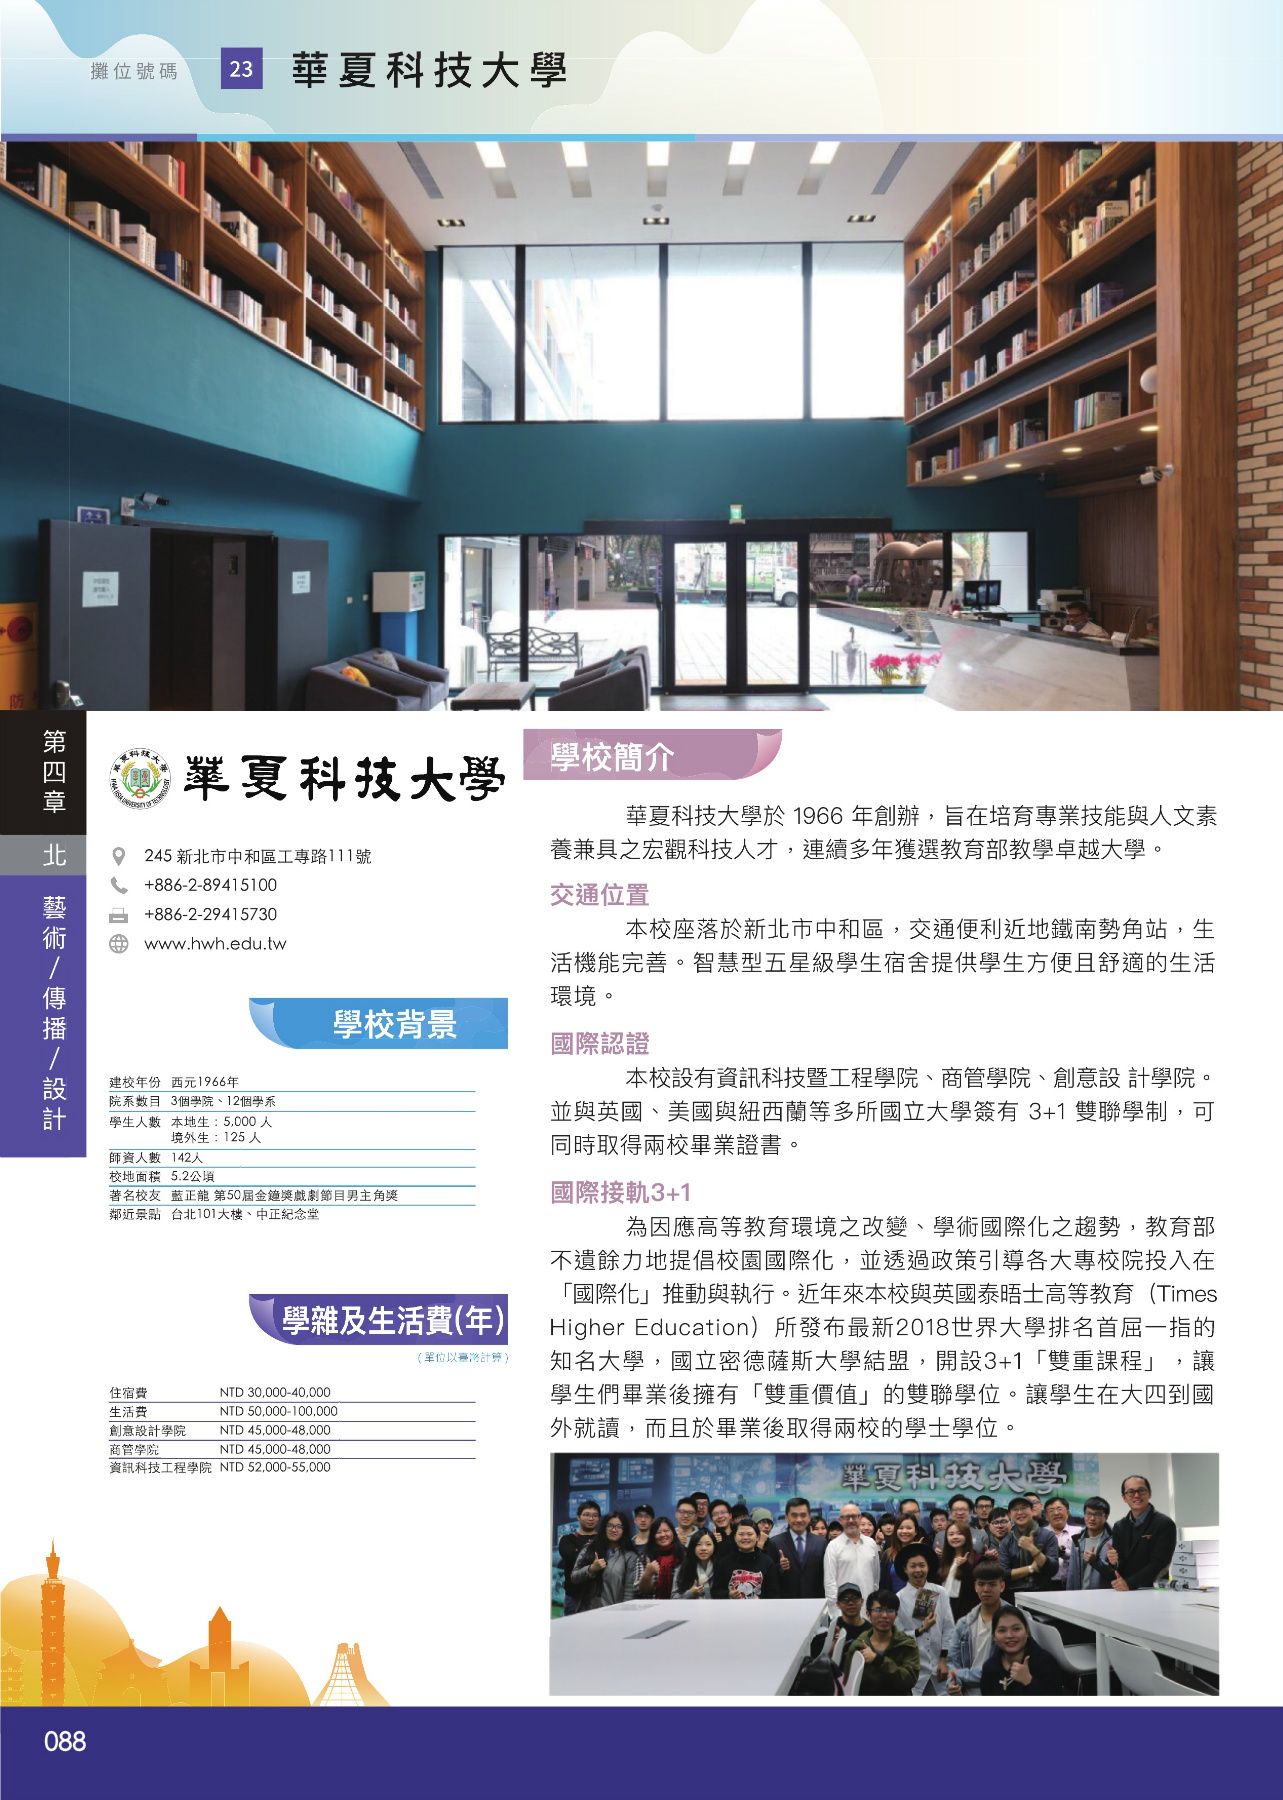 攤位號碼 23 華夏科技大學
第四章
北
藝術/傳播/設計
華夏科技大學
華夏科技大學
HWA HSIA UNIVERSITY OF TECHNOLOGY
245 新北市中和區工專路111號
+886-2-89415100
+886-2-29415730
www.hwh.edu.tw
學校背景
建校年份 西元1966年
院系數目 3個學院、12個學系
學生人數 本地生：5,000 人
境外生：125 人
師資人數 142人
校地面積 5.2公頃
著名校友 藍正龍 第50屆金鐘獎戲劇節目男主角獎
鄰近景點 台北101大樓、中正紀念堂
學雜及生活費(年)
(單位以臺幣計算)
住宿費 NTD 30,000-40,000
生活費 NTD 50,000-100,000
創意設計學院 NTD 45,000-48,000
商管學院 NTD 45,000-48,000
資訊科技工程學院 NTD 52,000-55,000
學校簡介
華夏科技大學於 1966 年創辦，旨在培育專業技能與人文素
養兼具之宏觀科技人才，連續多年獲選教育部教學卓越大學。
交通位置
本校座落於新北市中和區，交通便利近地鐵南勢角站，生
活機能完善。智慧型五星級學生宿舍提供學生方便且舒適的生活
環境。
國際認證
本校設有資訊科技暨工程學院、商管學院、創意設 計學院。
並與英國、美國與紐西蘭等多所國立大學簽有 3+1 雙聯學制，可
同時取得兩校畢業證書。
國際接軌3+1
為因應高等教育環境之改變、學術國際化之趨勢，教育部
不遺餘力地提倡校園國際化，並透過政策引導各大專校院投入在
「國際化」推動與執行。近年來本校與英國泰晤士高等教育（Times
Higher Education）所發布最新2018世界大學排名首屈一指的
知名大學，國立密德薩斯大學結盟，開設3+1「雙重課程」，讓
學生們畢業後擁有「雙重價值」的雙聯學位。讓學生在大四到國
外就讀，而且於畢業後取得兩校的學士學位。
華夏科技大學
088